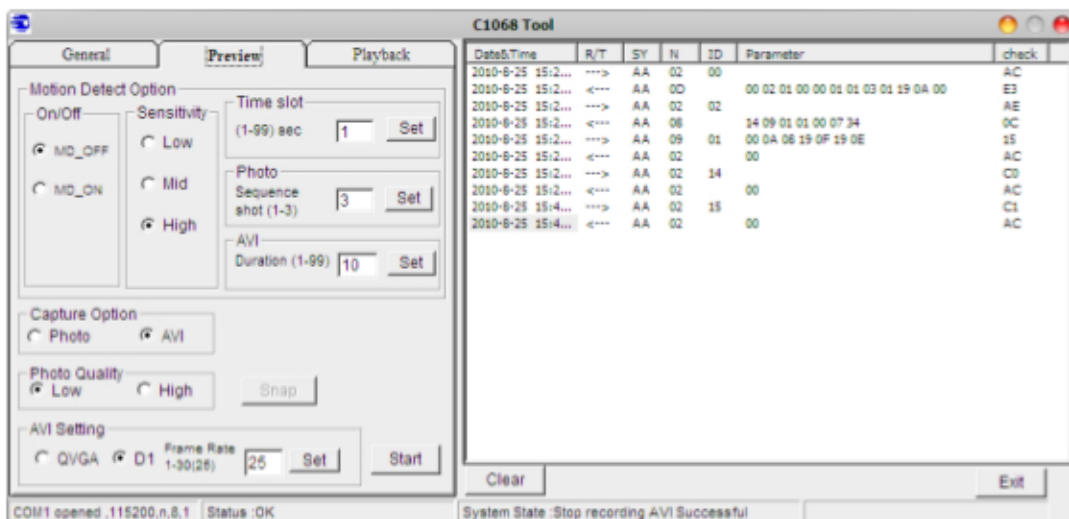 C1068 Tool
General Preview Playback
Motion Detect Option
On/Off
MD_OFF
MD_ON
Sensitivity
Low
Mid
High
Time slot
(1-99) sec 1 Set
Photo
Sequence
shot (1-3) 3 Set
AVI
Duration (1-99) 10 Set
Capture Option
Photo AVI
Photo Quality
Low High Snap
AVI Setting
QVGA D1 Frame Rate
1-30(25) 25 Set Start
Date&Time R/T SY N ID Parameter check
2010-8-25 15:2... ---> AA 02 00 AC
2010-8-25 15:2... <--- AA 0D 00 02 01 00 00 01 01 03 01 19 0A 00 E3
2010-8-25 15:2... ---> AA 02 02 AE
2010-8-25 15:2... <--- AA 08 14 09 01 01 00 07 34 0C
2010-8-25 15:2... ---> AA 09 01 00 0A 08 19 0F 19 0E 15
2010-8-25 15:2... <--- AA 02 00 AC
2010-8-25 15:2... ---> AA 02 14 C0
2010-8-25 15:2... <--- AA 02 00 AC
2010-8-25 15:4... ---> AA 02 15 C1
2010-8-25 15:4... <--- AA 02 00 AC
Clear Exit
COM1 opened ,115200,n,8,1 Status :OK System State :Stop recording AVI Successful